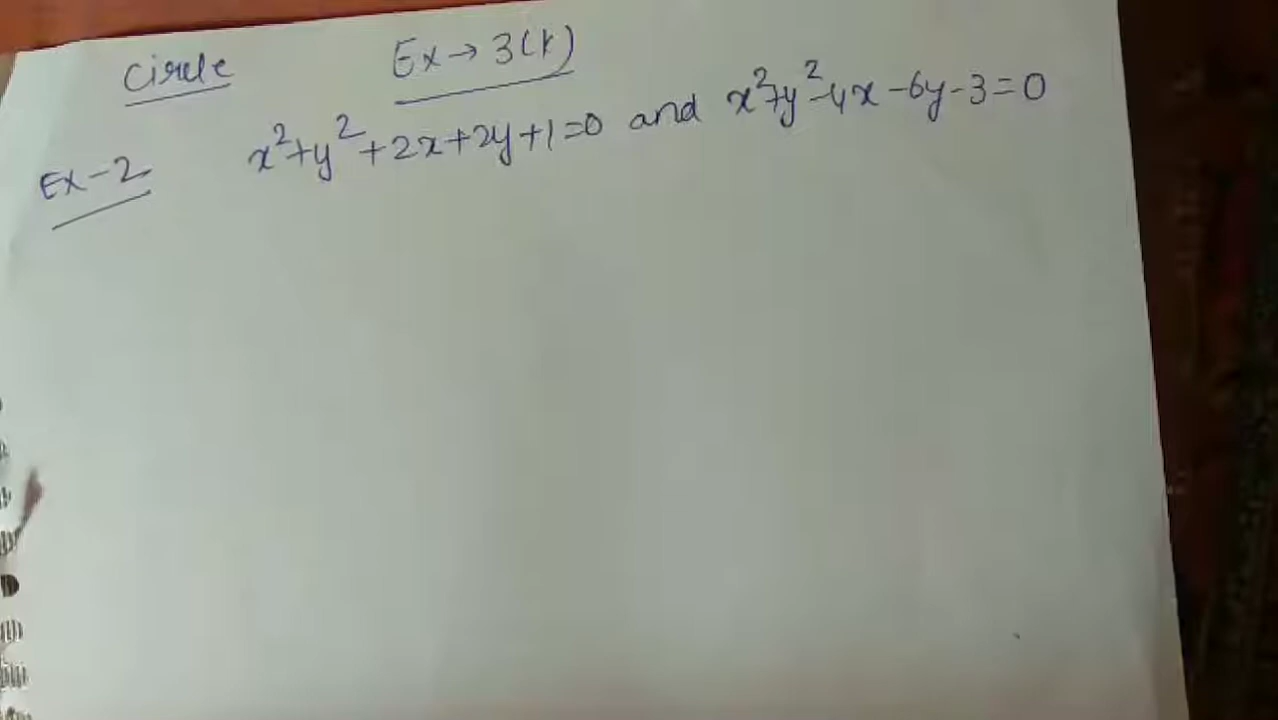 Circle Ex→3(k)
Ex-2 x²+y²+2x+2y+1=0 and x²+y²-4x-6y-3=0